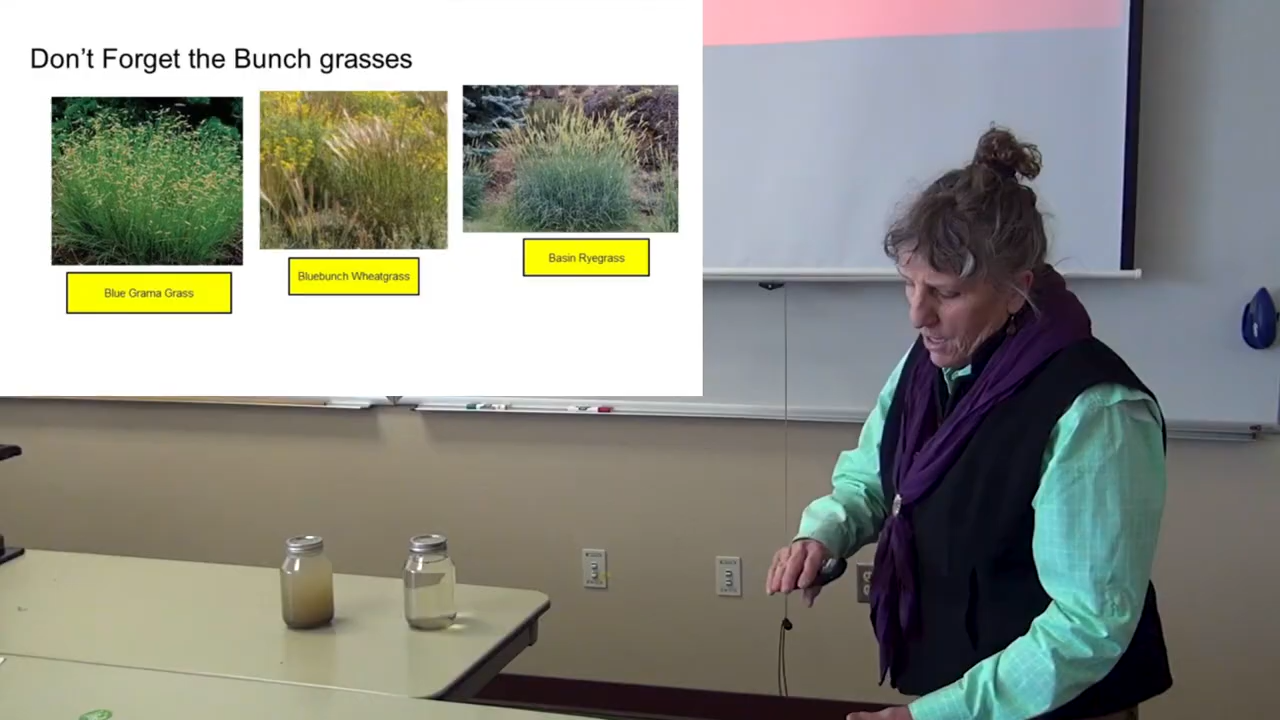 Don't Forget the Bunch grasses
Blue Grama Grass
Bluebunch Wheatgrass
Basin Ryegrass